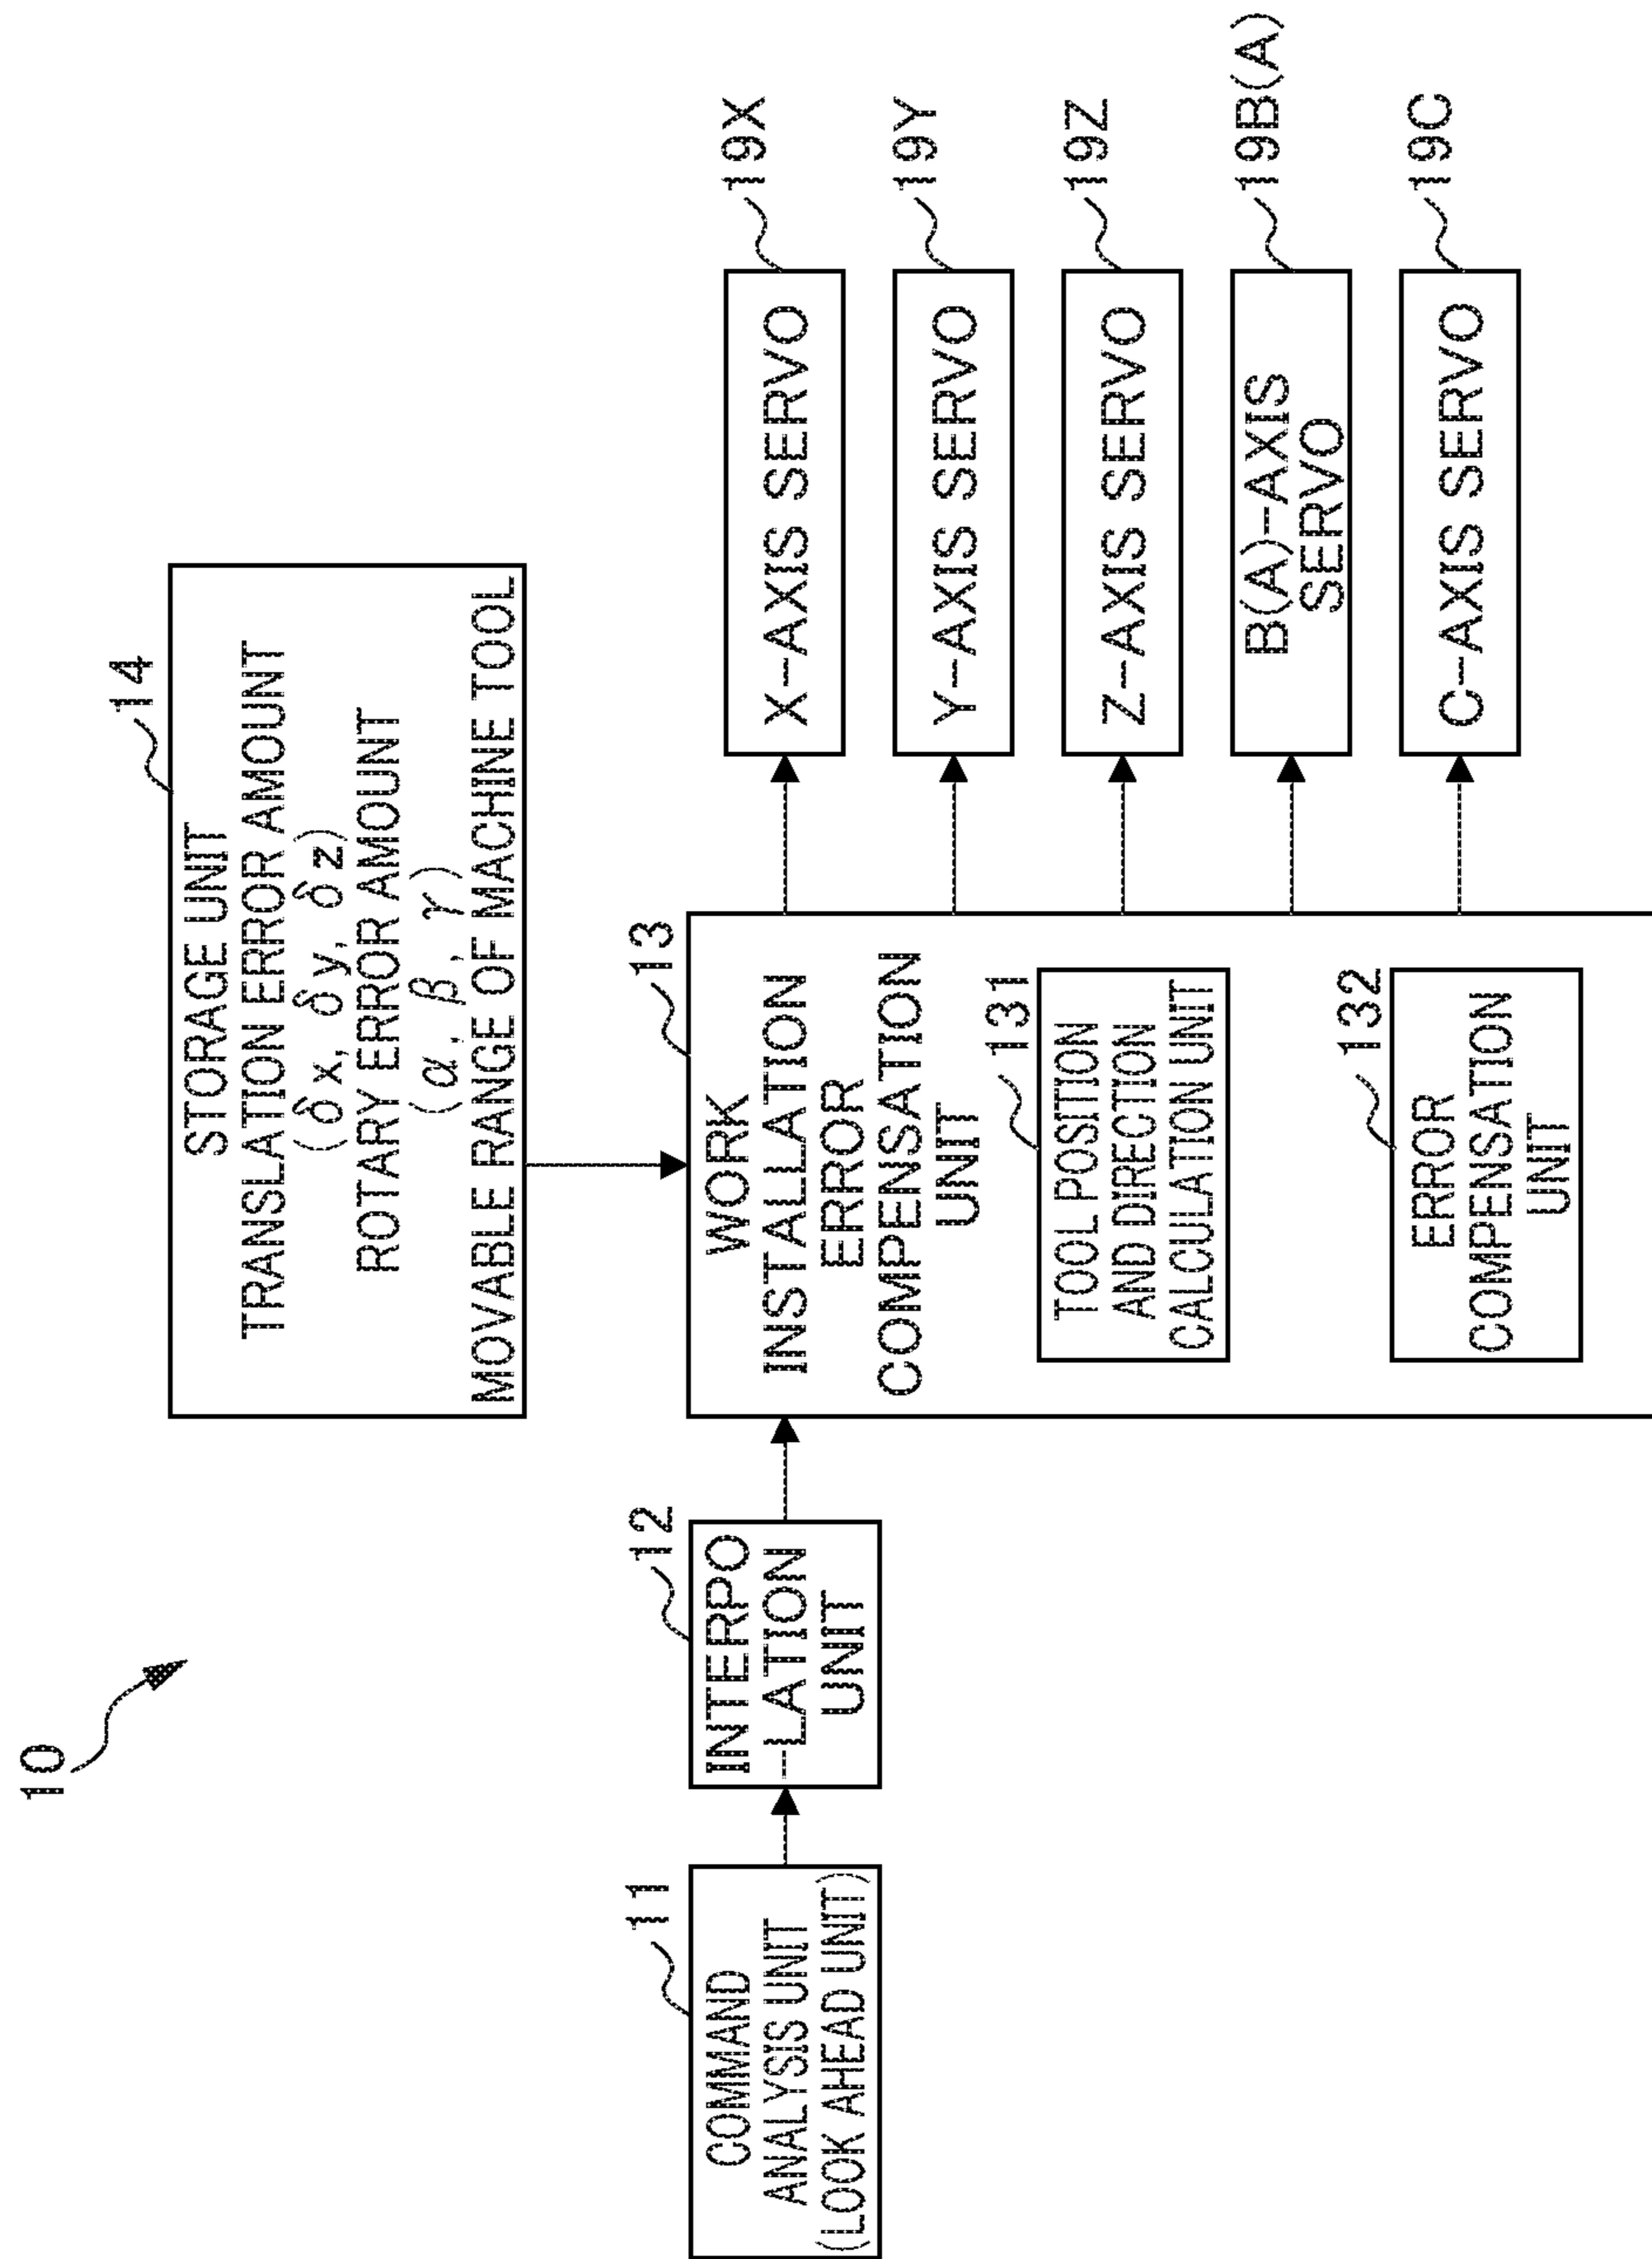 10
14
STORAGE UNIT
TRANSLATION ERROR AMOUNT
(δx, δy, δz)
ROTARY ERROR AMOUNT
(α, β, γ)
MOVABLE RANGE OF MACHINE TOOL
11
COMMAND
ANALYSIS UNIT
(LOOK AHEAD UNIT)
12
INTERPO
-LATION
UNIT
13
WORK
INSTALLATION
ERROR
COMPENSATION
UNIT
131
TOOL POSITION
AND DIRECTION
CALCULATION UNIT
132
ERROR
COMPENSATION
UNIT
X-AXIS SERVO
19X
Y-AXIS SERVO
19Y
Z-AXIS SERVO
19Z
B(A)-AXIS
SERVO
19B(A)
C-AXIS SERVO
19C